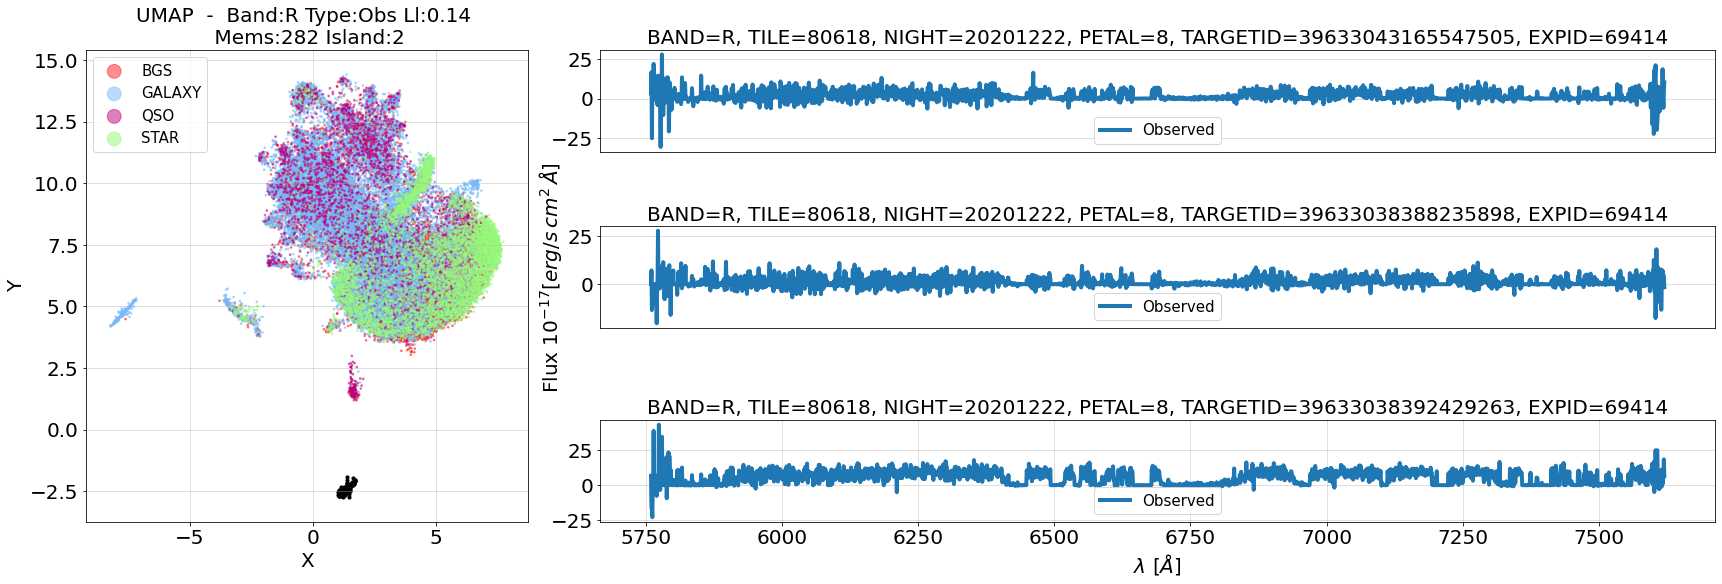 UMAP - Band:R Type:Obs Ll:0.14
Mems:282 Island:2
BGS
GALAXY
QSO
STAR
15.0
12.5
10.0
7.5
5.0
2.5
0.0
−2.5
Y
−5
0
5
X
Flux 10^{−17}[erg/s cm^2 Å]
BAND=R, TILE=80618, NIGHT=20201222, PETAL=8, TARGETID=39633043165547505, EXPID=69414
25
0
−25
Observed
BAND=R, TILE=80618, NIGHT=20201222, PETAL=8, TARGETID=39633038388235898, EXPID=69414
25
0
Observed
BAND=R, TILE=80618, NIGHT=20201222, PETAL=8, TARGETID=39633038392429263, EXPID=69414
25
0
−25
Observed
5750
6000
6250
6500
6750
7000
7250
7500
λ [Å]